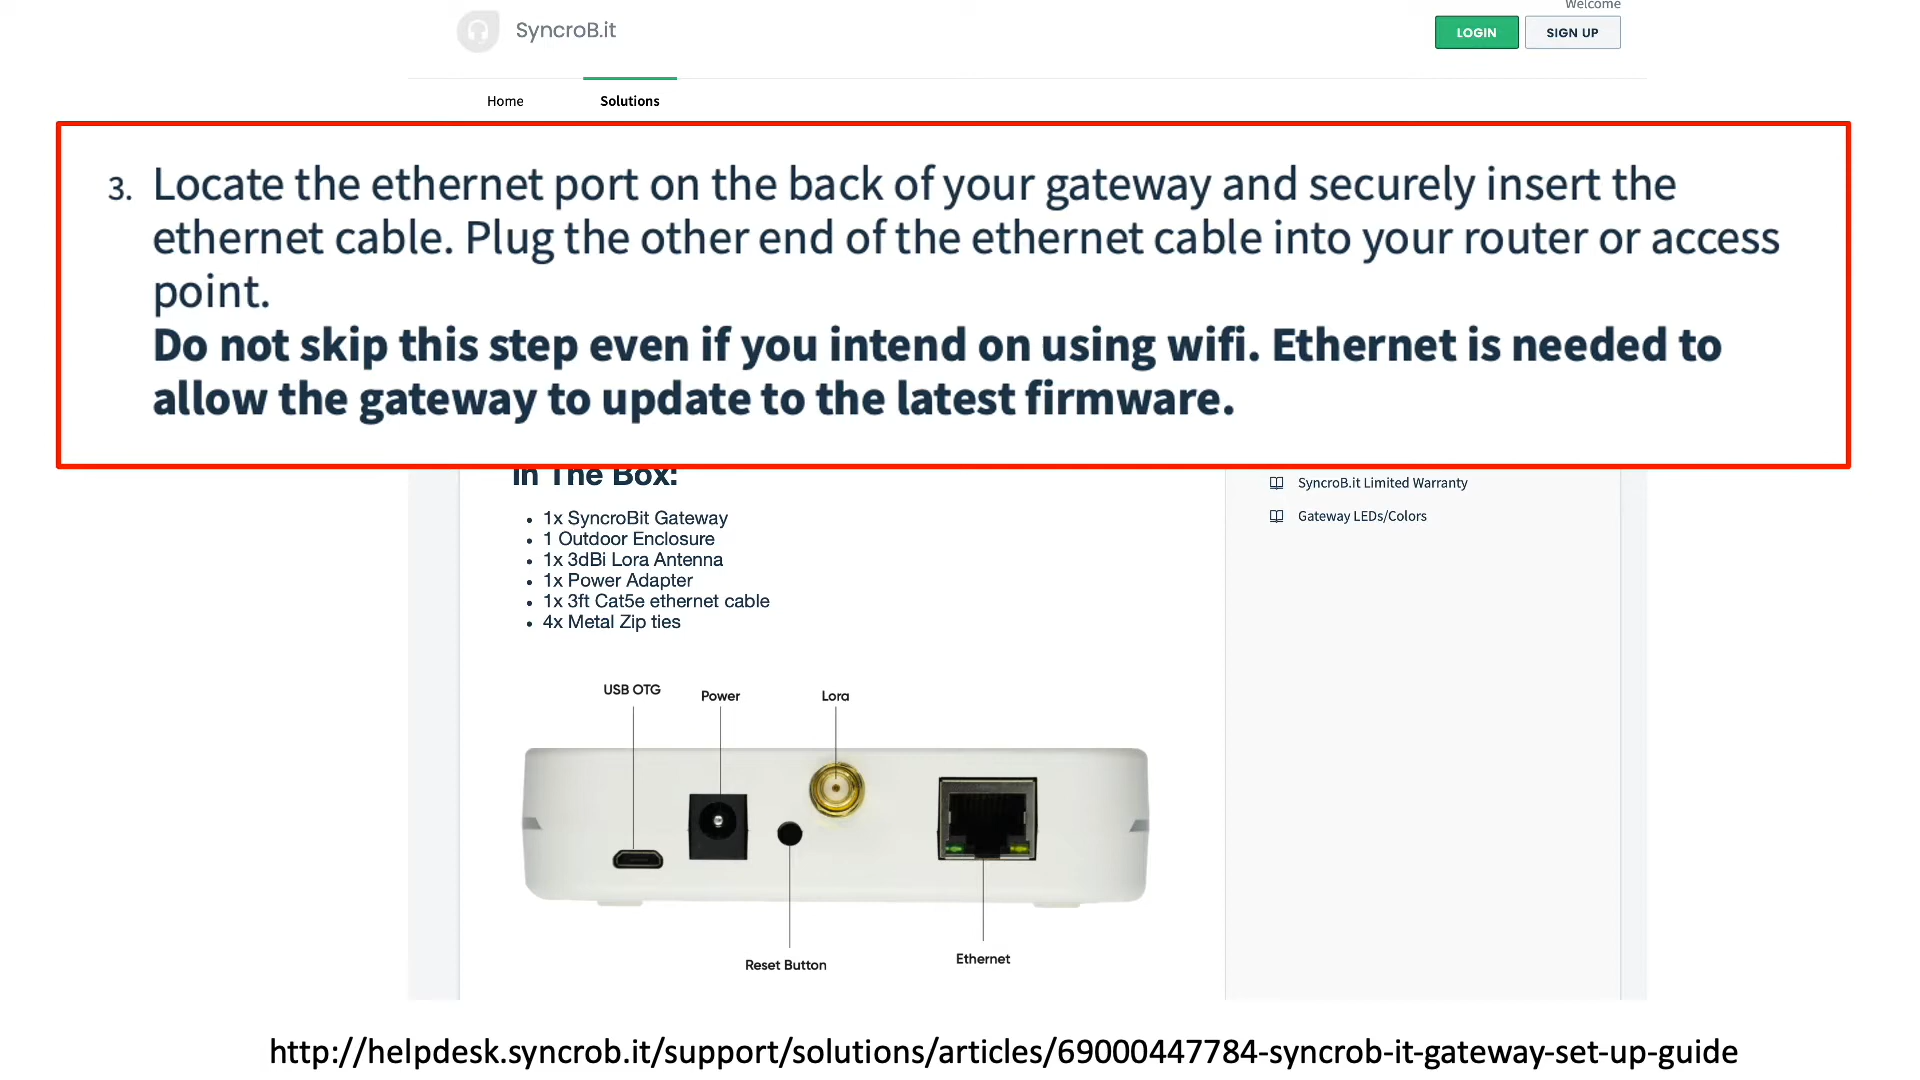 Welcome
SyncroB.it
LOGIN
SIGN UP
Home
Solutions
3. Locate the ethernet port on the back of your gateway and securely insert the
ethernet cable. Plug the other end of the ethernet cable into your router or access
point.
Do not skip this step even if you intend on using wifi. Ethernet is needed to
allow the gateway to update to the latest firmware.
In The Box:
• 1x SyncroBit Gateway
• 1 Outdoor Enclosure
• 1x 3dBi Lora Antenna
• 1x Power Adapter
• 1x 3ft Cat5e ethernet cable
• 4x Metal Zip ties
SyncroB.it Limited Warranty
Gateway LEDs/Colors
USB OTG
Power
Lora
Reset Button
Ethernet
http://helpdesk.syncrob.it/support/solutions/articles/69000447784-syncrob-it-gateway-set-up-guide